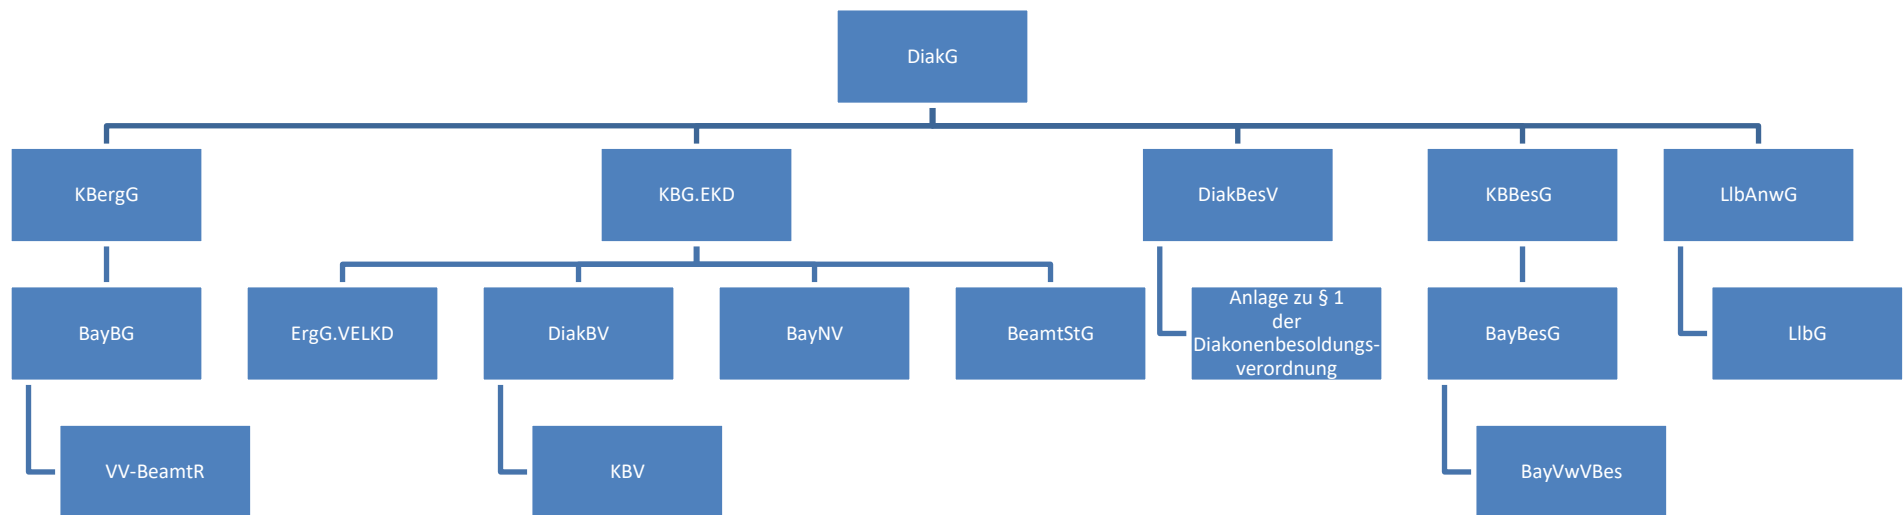 DiakG
KBergG
KBG.EKD
DiakBesV
KBBesG
LlbAnwG
BayBG
ErgG.VELKD
DiakBV
BayNV
BeamtStG
Anlage zu § 1
der
Diakonenbesoldungs-
verordnung
BayBesG
LlbG
VV-BeamtR
KBV
BayVwVBes